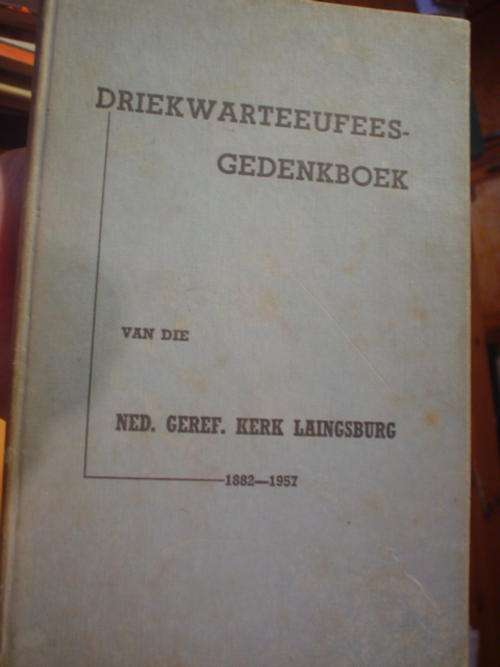 DRIEKWARTEEUFEES-
GEDENKBOEK
VAN DIE
NED. GEREF. KERK LAINGSBURG
1882—1957